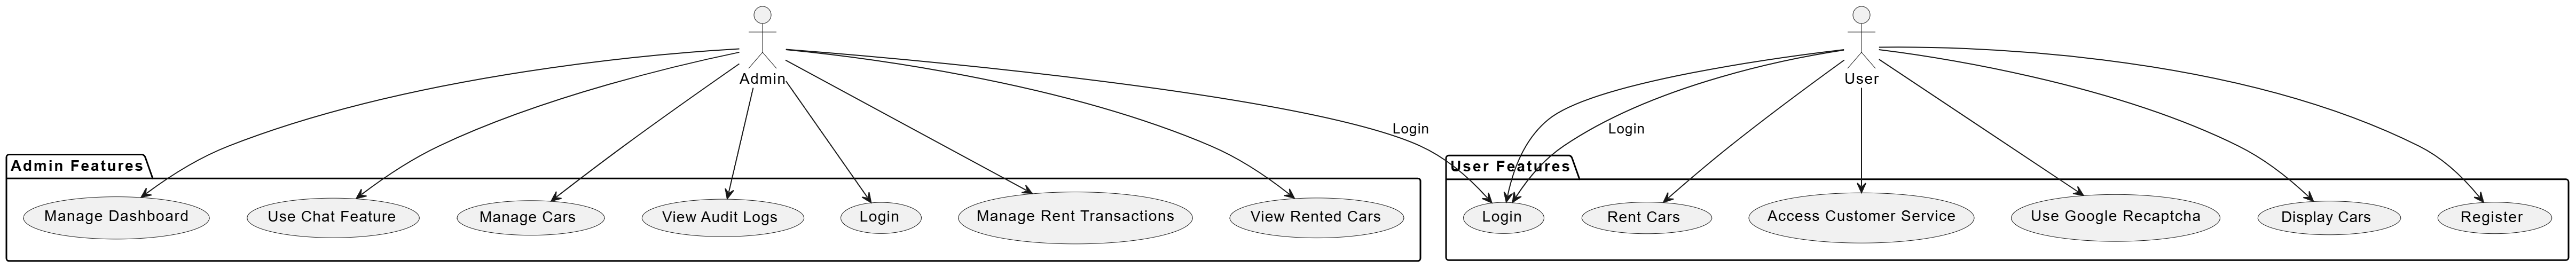 Admin
User
Login
Login
Admin Features
User Features
Manage Dashboard
Use Chat Feature
Manage Cars
View Audit Logs
Login
Manage Rent Transactions
View Rented Cars
Login
Rent Cars
Access Customer Service
Use Google Recaptcha
Display Cars
Register